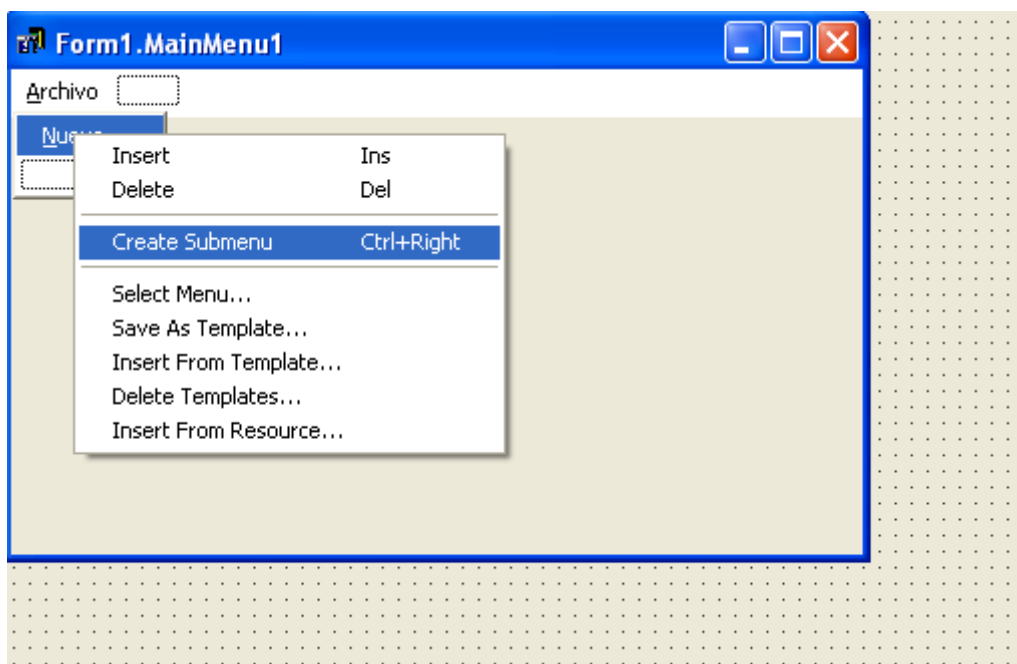 Form1.MainMenu1
Archivo
Insert Ins
Delete Del
Create Submenu Ctrl+Right
Select Menu...
Save As Template...
Insert From Template...
Delete Templates...
Insert From Resource...